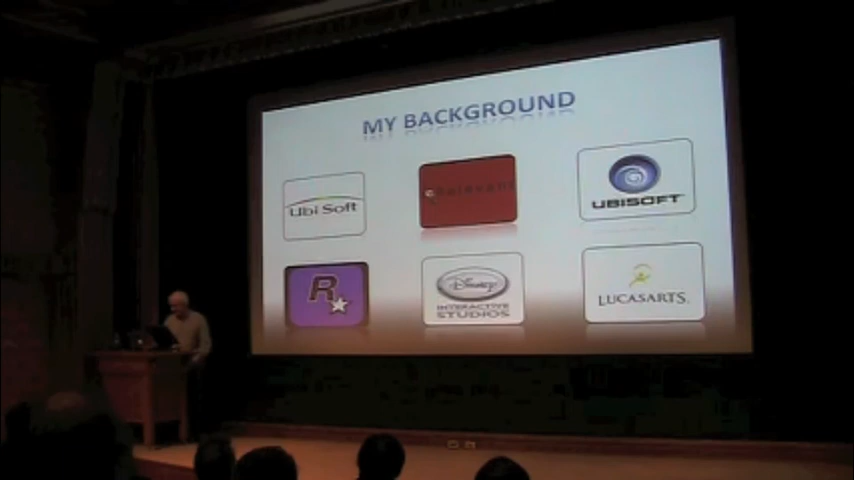 MY BACKGROUND
Ubi Soft
UBISOFT
R
Disney
INTERACTIVE
STUDIOS
LUCASARTS.